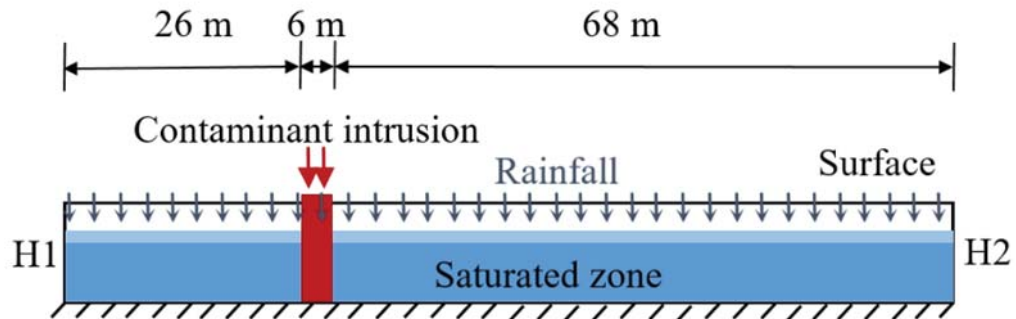 26 m 6 m 68 m
Contaminant intrusion
Rainfall
Surface
H1
H2
Saturated zone